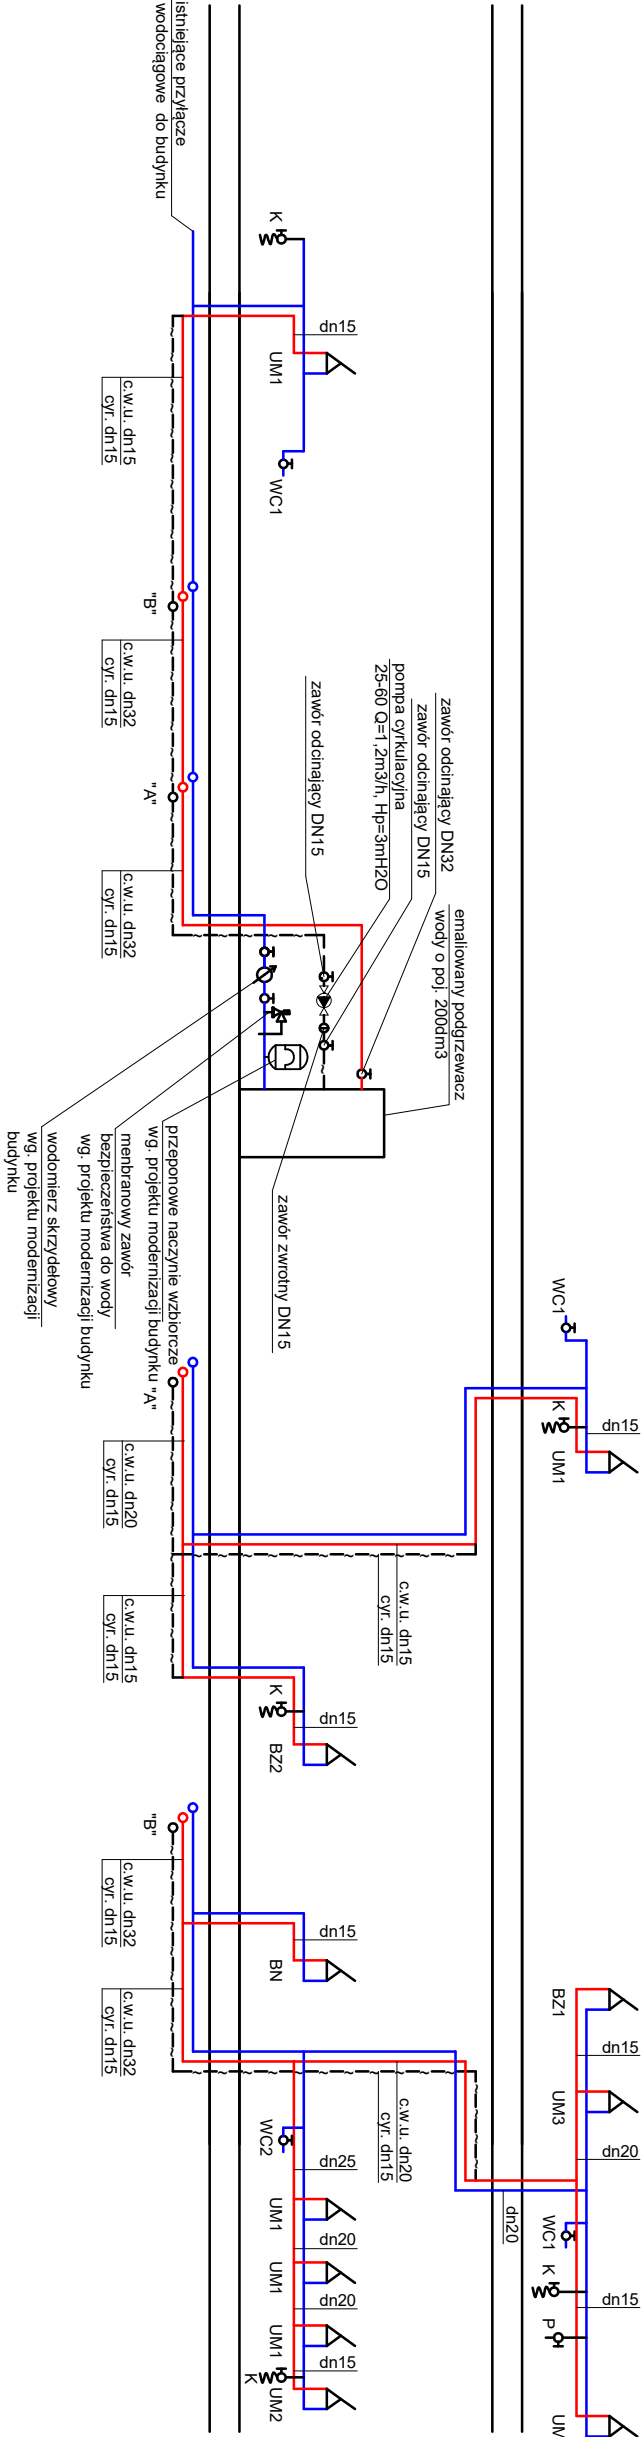 istniejące przyłącze
wodociągowe do budynku
K
dn15
UM1
WC1
c.w.u. dn15
cyr. dn15
"B"
c.w.u. dn32
cyr. dn15
"A"
c.w.u. dn32
cyr. dn15
zawór odcinający DN15
pompa cyrkulacyjna
25-60 Q=1,2m3/h, Hp=3mH2O
zawór odcinający DN15
zawór odcinający DN32
emaliowany podgrzewacz
wody o poj. 200dm3
zawór zwrotny DN15
przeponowe naczynie wzbiorcze
wg. projektu modernizacji budynku
menbranowy zawór
bezpieczeństwa do wody
wg. projektu modernizacji budynku
wodomierz skrzydełowy
wg. projektu modernizacji
budynku
WC1
K
dn15
UM1
"A"
c.w.u. dn20
cyr. dn15
c.w.u. dn15
cyr. dn15
c.w.u. dn15
cyr. dn15
K
dn15
BZ2
"B"
c.w.u. dn32
cyr. dn15
dn15
BN
c.w.u. dn32
cyr. dn15
c.w.u. dn20
cyr. dn15
WC2
dn25
UM1
dn20
UM1
dn20
UM1
dn15
K
UM2
BZ1
dn15
UM3
dn20
dn20
WC1
K
dn15
P